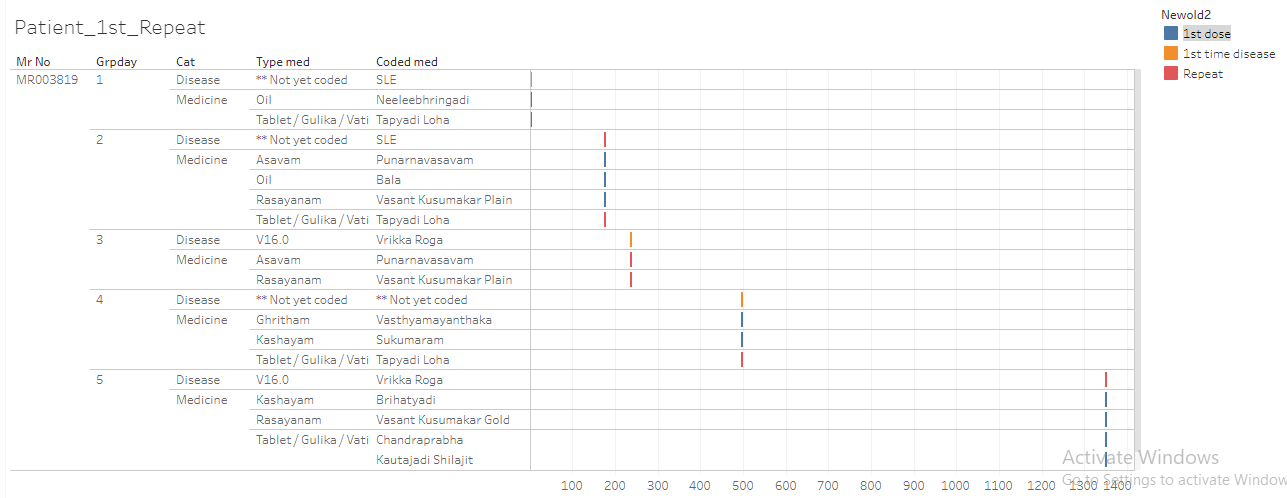 Patient_1st_Repeat
Newold2
1st dose
1st time disease
Repeat
Mr No Grpday Cat Type med Coded med
MR003819 1 Disease ** Not yet coded SLE
Medicine Oil Neeleebhringadi
Tablet / Gulika / Vati Tapyadi Loha
2 Disease ** Not yet coded SLE
Medicine Asavam Punarnavasavam
Oil Bala
Rasayanam Vasant Kusumakar Plain
Tablet / Gulika / Vati Tapyadi Loha
3 Disease V16.0 Vrikka Roga
Medicine Asavam Punarnavasavam
Rasayanam Vasant Kusumakar Plain
4 Disease ** Not yet coded ** Not yet coded
Medicine Ghritham Vasthyamayanthaka
Kashayam Sukumaram
Tablet / Gulika / Vati Tapyadi Loha
5 Disease V16.0 Vrikka Roga
Medicine Kashayam Brihatyadi
Rasayanam Vasant Kusumakar Gold
Tablet / Gulika / Vati Chandraprabha
Kautajadi Shilajit
100 200 300 400 500 600 700 800 900 1000 1100 1200 1300 1400
Activate Windows
Go to Settings to activate Window